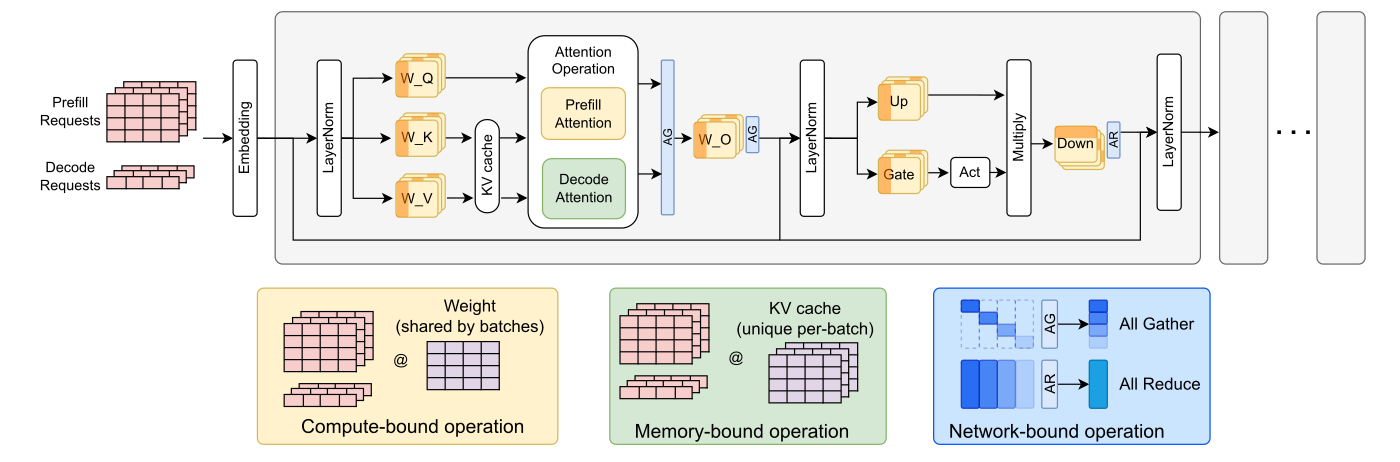 Prefill
Requests
Decode
Requests
Embedding
LayerNorm
W_Q
W_K
W_V
KV cache
Attention
Operation
Prefill
Attention
Decode
Attention
AG
W_O
AG
LayerNorm
Up
Gate
Act
Multiply
Down
AR
LayerNorm
. . .
Weight
(shared by batches)
@
Compute-bound operation
KV cache
(unique per-batch)
@
Memory-bound operation
AG
All Gather
AR
All Reduce
Network-bound operation